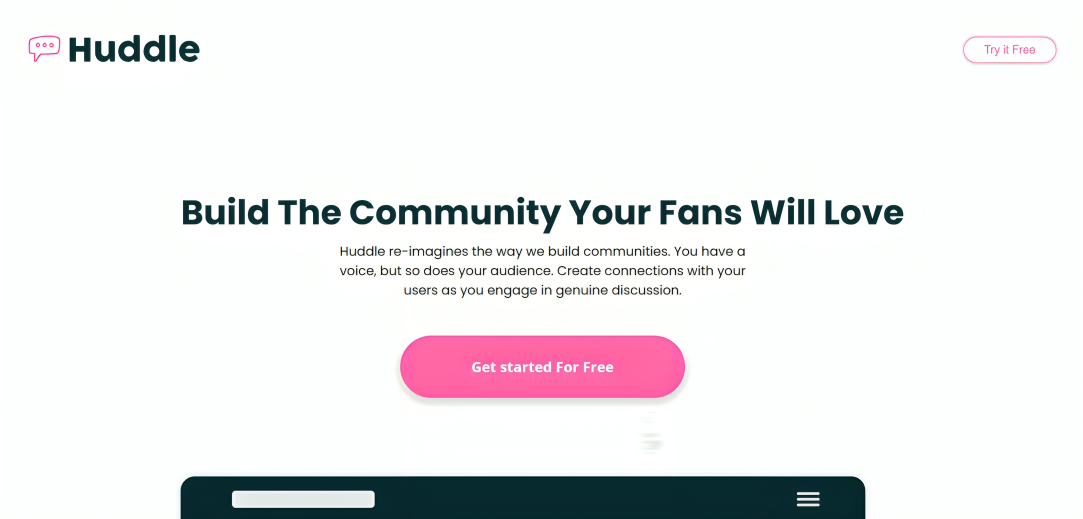 Huddle
Try it Free
Build The Community Your Fans Will Love
Huddle re-imagines the way we build communities. You have a
voice, but so does your audience. Create connections with your
users as you engage in genuine discussion.
Get started For Free